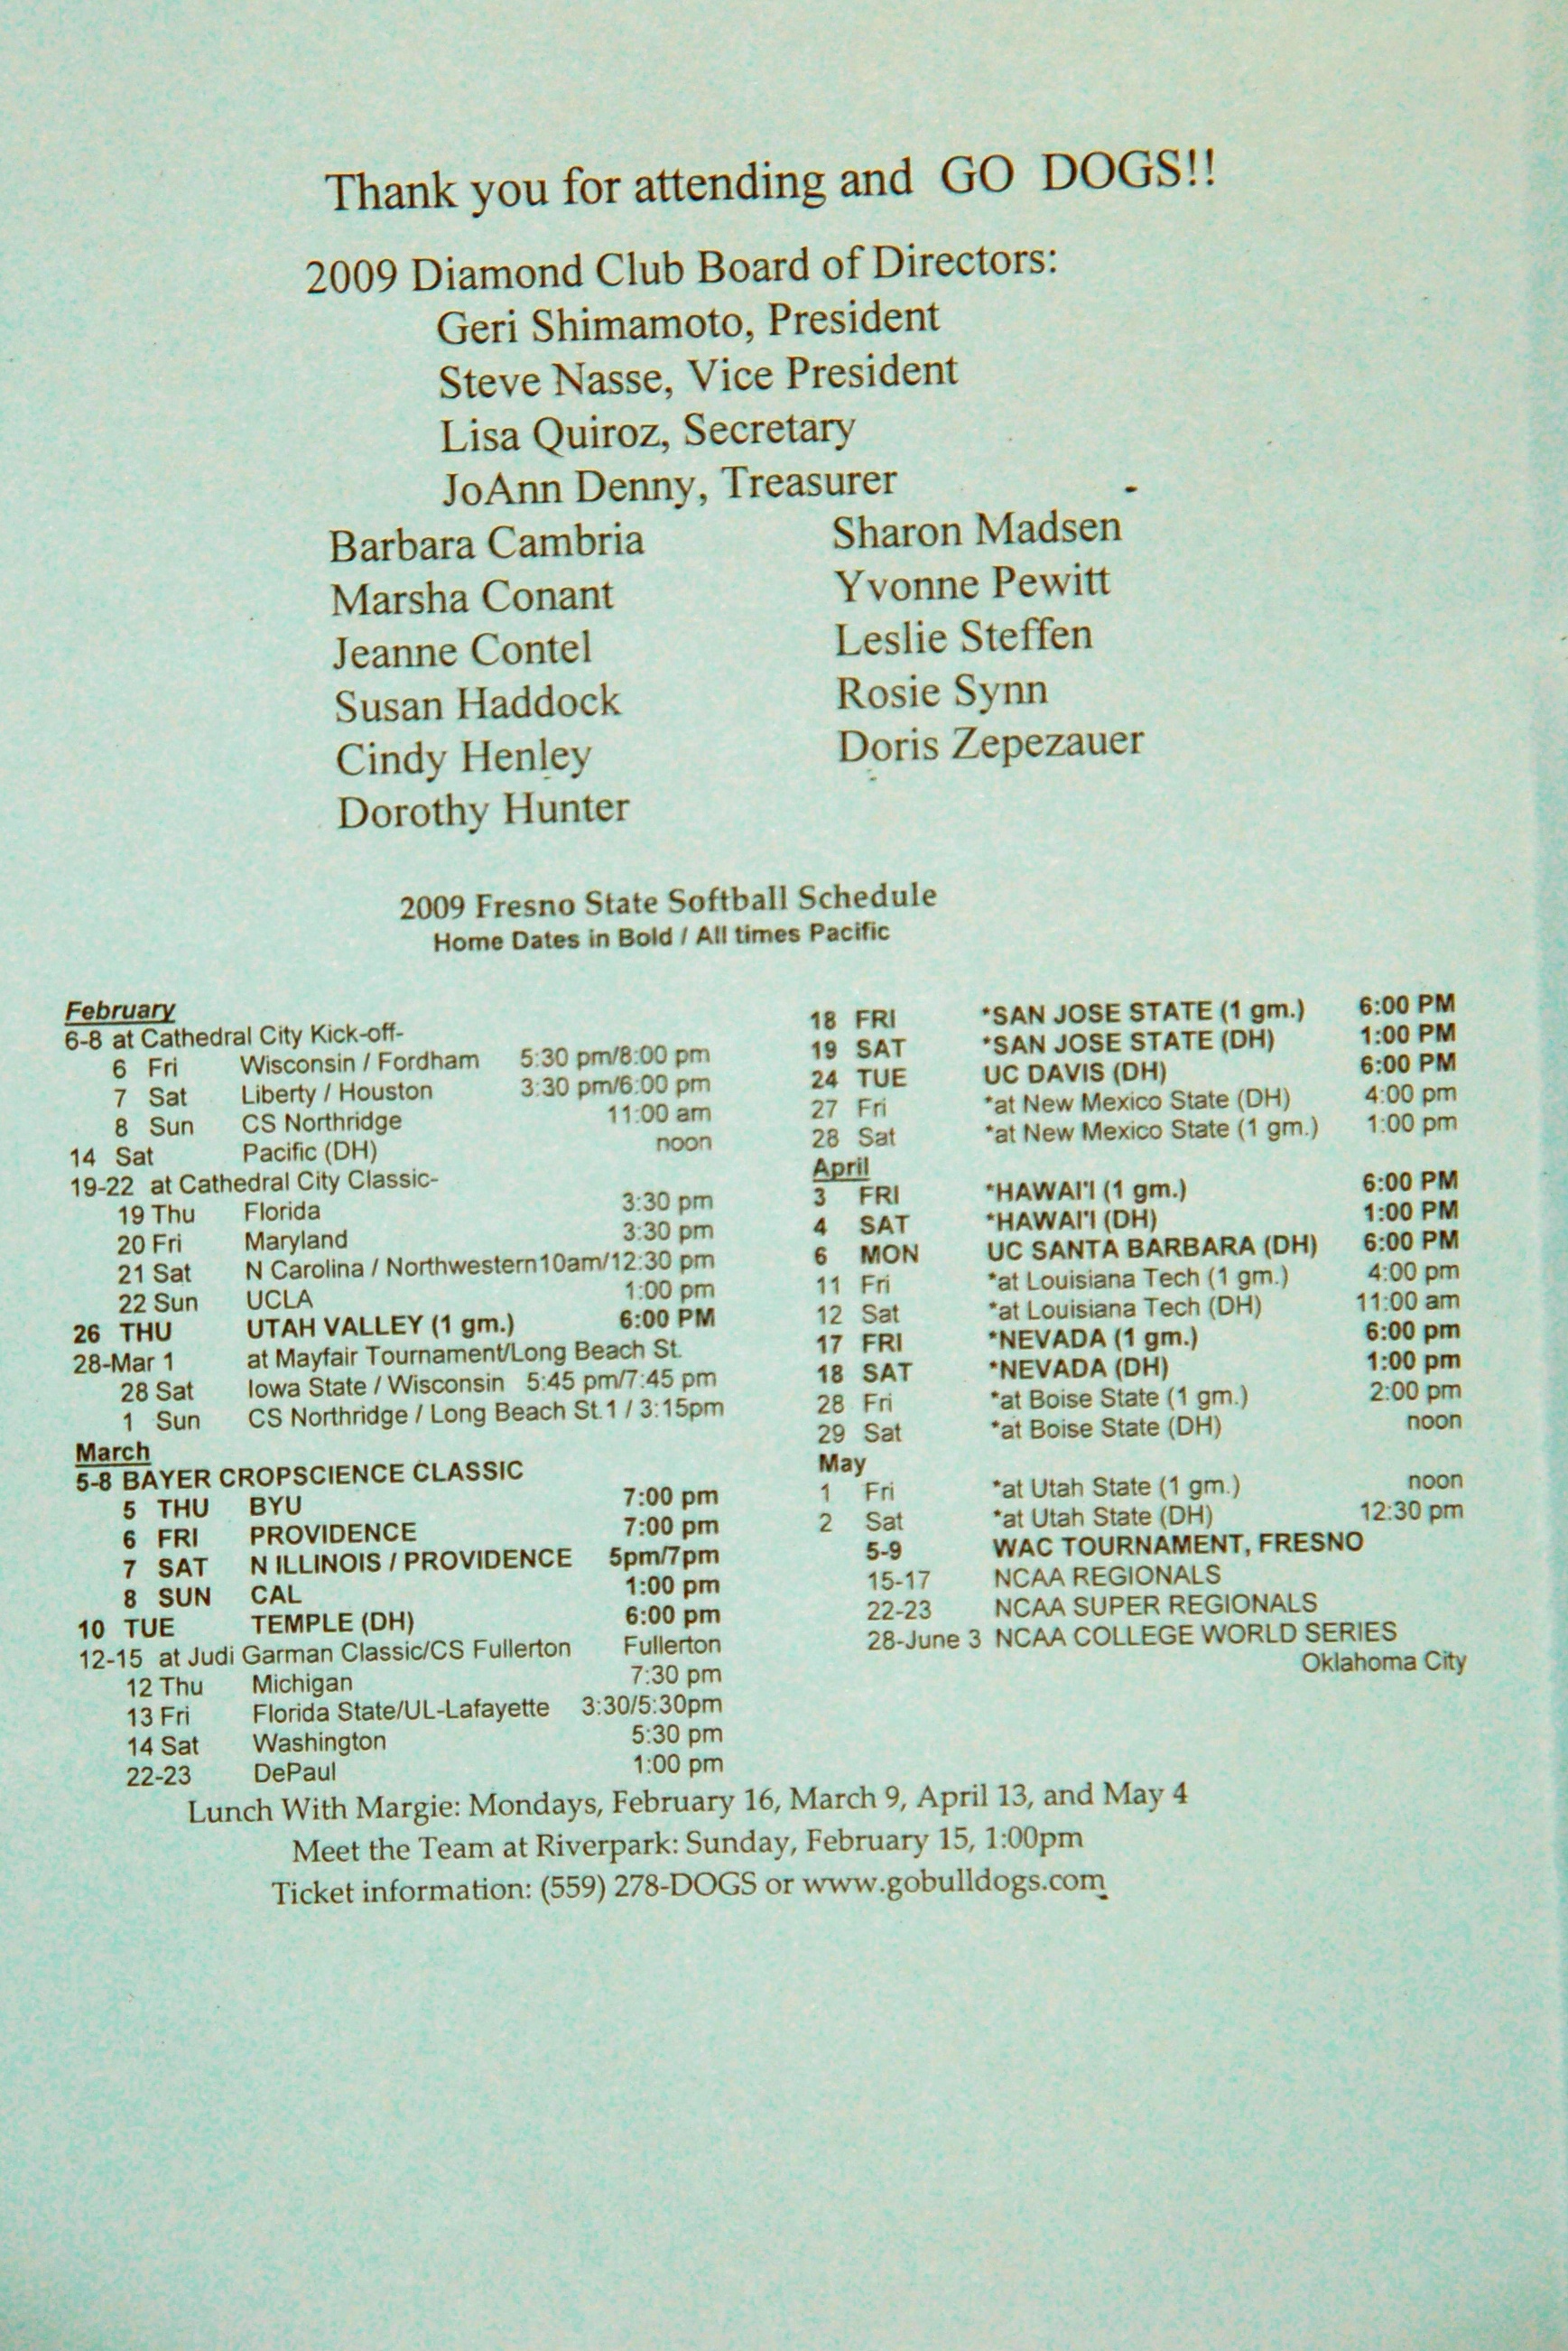 Thank you for attending and GO DOGS!!
2009 Diamond Club Board of Directors:
Geri Shimamoto, President
Steve Nasse, Vice President
Lisa Quiroz, Secretary
JoAnn Denny, Treasurer
Barbara Cambria
Marsha Conant
Jeanne Contel
Susan Haddock
Cindy Henley
Dorothy Hunter
Sharon Madsen
Yvonne Pewitt
Leslie Steffen
Rosie Synn
Doris Zepezauer
2009 Fresno State Softball Schedule
Home Dates in Bold / All times Pacific
February
6-8 at Cathedral City Kick-off-
6 Fri Wisconsin / Fordham 5:30 pm/8:00 pm
7 Sat Liberty / Houston 3:30 pm/6:00 pm
8 Sun CS Northridge 11:00 am
14 Sat Pacific (DH) noon
19-22 at Cathedral City Classic-
19 Thu Florida 3:30 pm
20 Fri Maryland 3:30 pm
21 Sat N Carolina / Northwestern10am/12:30 pm
22 Sun UCLA 1:00 pm
26 THU UTAH VALLEY (1 gm.) 6:00 PM
28-Mar 1 at Mayfair Tournament/Long Beach St.
28 Sat Iowa State / Wisconsin 5:45 pm/7:45 pm
1 Sun CS Northridge / Long Beach St.1 / 3:15pm
March
5-8 BAYER CROPSCIENCE CLASSIC
5 THU BYU 7:00 pm
6 FRI PROVIDENCE 7:00 pm
7 SAT N ILLINOIS / PROVIDENCE 5pm/7pm
8 SUN CAL 1:00 pm
10 TUE TEMPLE (DH) 6:00 pm
12-15 at Judi Garman Classic/CS Fullerton Fullerton
12 Thu Michigan 7:30 pm
13 Fri Florida State/UL-Lafayette 3:30/5:30pm
14 Sat Washington 5:30 pm
22-23 DePaul 1:00 pm
18 FRI *SAN JOSE STATE (1 gm.) 6:00 PM
19 SAT *SAN JOSE STATE (DH) 1:00 PM
24 TUE UC DAVIS (DH) 6:00 PM
27 Fri *at New Mexico State (DH) 4:00 pm
28 Sat *at New Mexico State (1 gm.) 1:00 pm
April
3 FRI *HAWAI'I (1 gm.) 6:00 PM
4 SAT *HAWAI'I (DH) 1:00 PM
6 MON UC SANTA BARBARA (DH) 6:00 PM
11 Fri *at Louisiana Tech (1 gm.) 4:00 pm
12 Sat *at Louisiana Tech (DH) 11:00 am
17 FRI *NEVADA (1 gm.) 6:00 pm
18 SAT *NEVADA (DH) 1:00 pm
28 Fri *at Boise State (1 gm.) 2:00 pm
29 Sat *at Boise State (DH) noon
May
1 Fri *at Utah State (1 gm.) noon
2 Sat *at Utah State (DH) 12:30 pm
5-9 WAC TOURNAMENT, FRESNO
15-17 NCAA REGIONALS
22-23 NCAA SUPER REGIONALS
28-June 3 NCAA COLLEGE WORLD SERIES
Oklahoma City
Lunch With Margie: Mondays, February 16, March 9, April 13, and May 4
Meet the Team at Riverpark: Sunday, February 15, 1:00pm
Ticket information: (559) 278-DOGS or www.gobulldogs.com